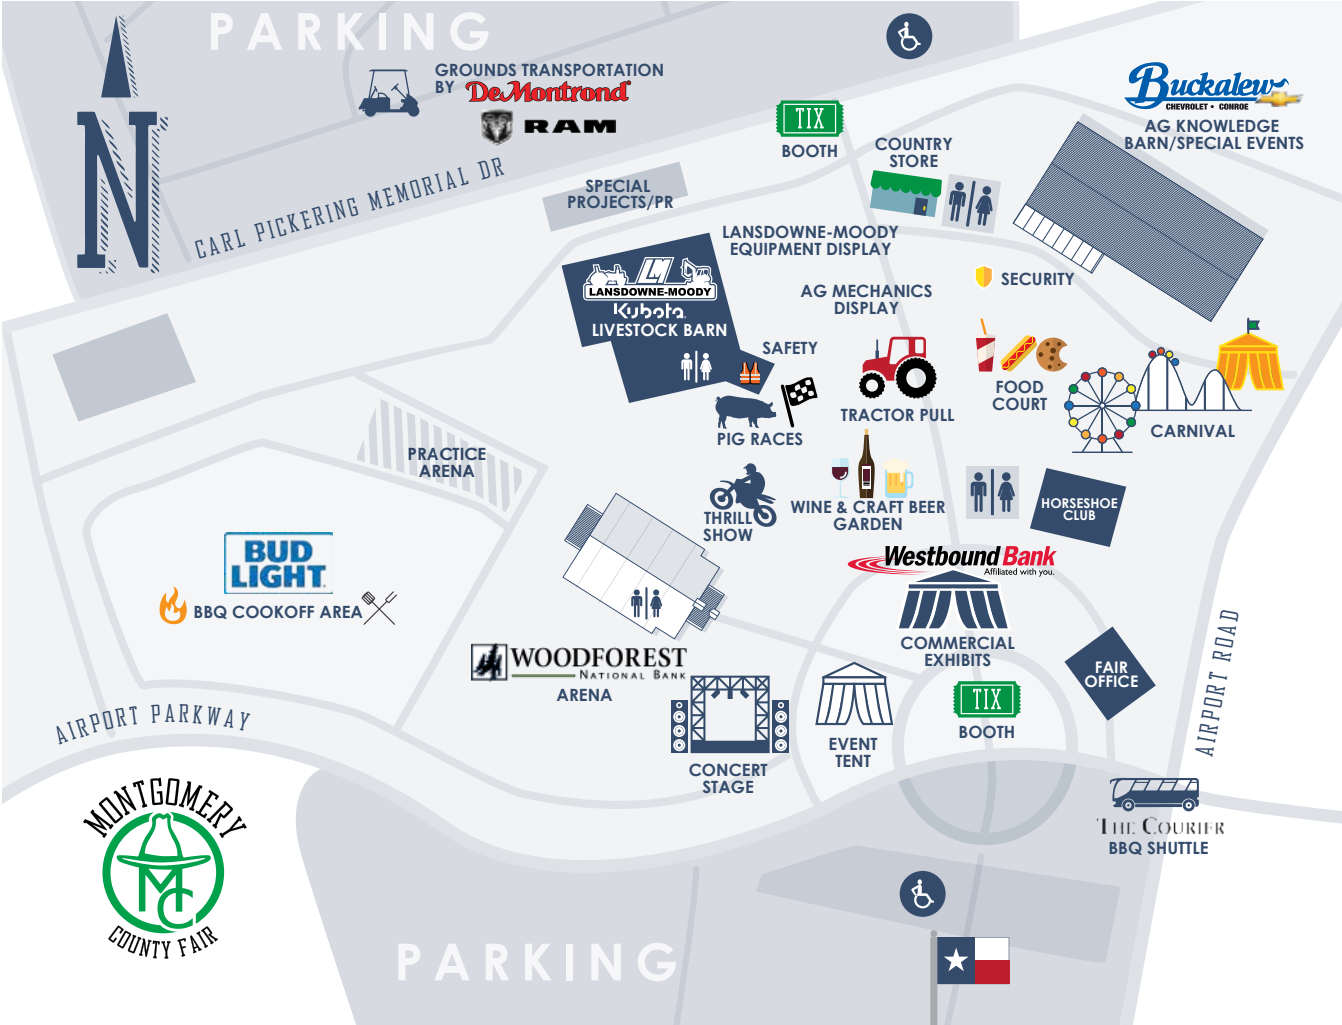 PARKING
N
GROUNDS TRANSPORTATION
BY DeMontrond
RAM
CARL PICKERING MEMORIAL DR
TIX
BOOTH
COUNTRY
STORE
Buckalew
CHEVROLET • CONROE
AG KNOWLEDGE
BARN/SPECIAL EVENTS
SPECIAL
PROJECTS/PR
LANSDOWNE-MOODY
EQUIPMENT DISPLAY
LM
LANSDOWNE-MOODY
Kubota
LIVESTOCK BARN
SECURITY
AG MECHANICS
DISPLAY
SAFETY
TRACTOR PULL
FOOD
COURT
CARNIVAL
PIG RACES
PRACTICE
ARENA
THRILL
SHOW
WINE & CRAFT BEER
GARDEN
HORSESHOE
CLUB
BUD
LIGHT
BBQ COOKOFF AREA
Westbound Bank
Affiliated with you.
COMMERCIAL
EXHIBITS
WOODFOREST
NATIONAL BANK
ARENA
FAIR
OFFICE
AIRPORT ROAD
TIX
BOOTH
AIRPORT PARKWAY
EVENT
TENT
CONCERT
STAGE
THE COURIER
BBQ SHUTTLE
MONTGOMERY
MC
COUNTY FAIR
PARKING